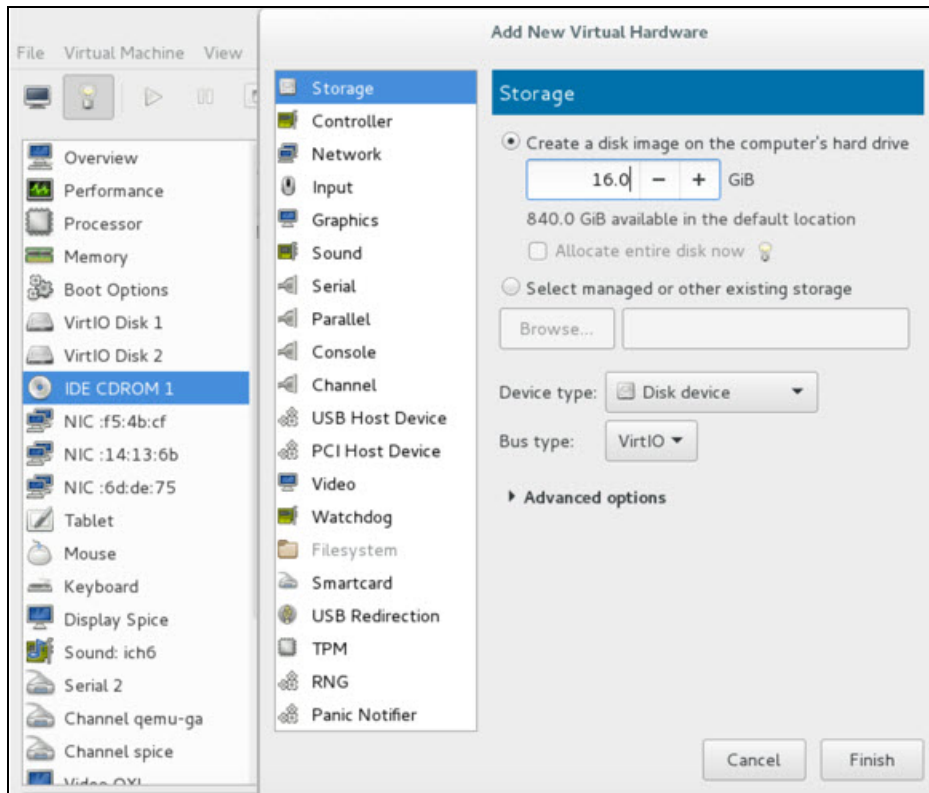 Add New Virtual Hardware
File Virtual Machine View
Overview
Performance
Processor
Memory
Boot Options
VirtIO Disk 1
VirtIO Disk 2
IDE CDROM 1
NIC :f5:4b:cf
NIC :14:13:6b
NIC :6d:de:75
Tablet
Mouse
Keyboard
Display Spice
Sound: ich6
Serial 2
Channel qemu-ga
Channel spice
Video QXL
Storage
Controller
Network
Input
Graphics
Sound
Serial
Parallel
Console
Channel
USB Host Device
PCI Host Device
Video
Watchdog
Filesystem
Smartcard
USB Redirection
TPM
RNG
Panic Notifier
Storage
Create a disk image on the computer's hard drive
16.0 − + GiB
840.0 GiB available in the default location
Allocate entire disk now
Select managed or other existing storage
Browse...
Device type: Disk device
Bus type: VirtIO
Advanced options
Cancel Finish